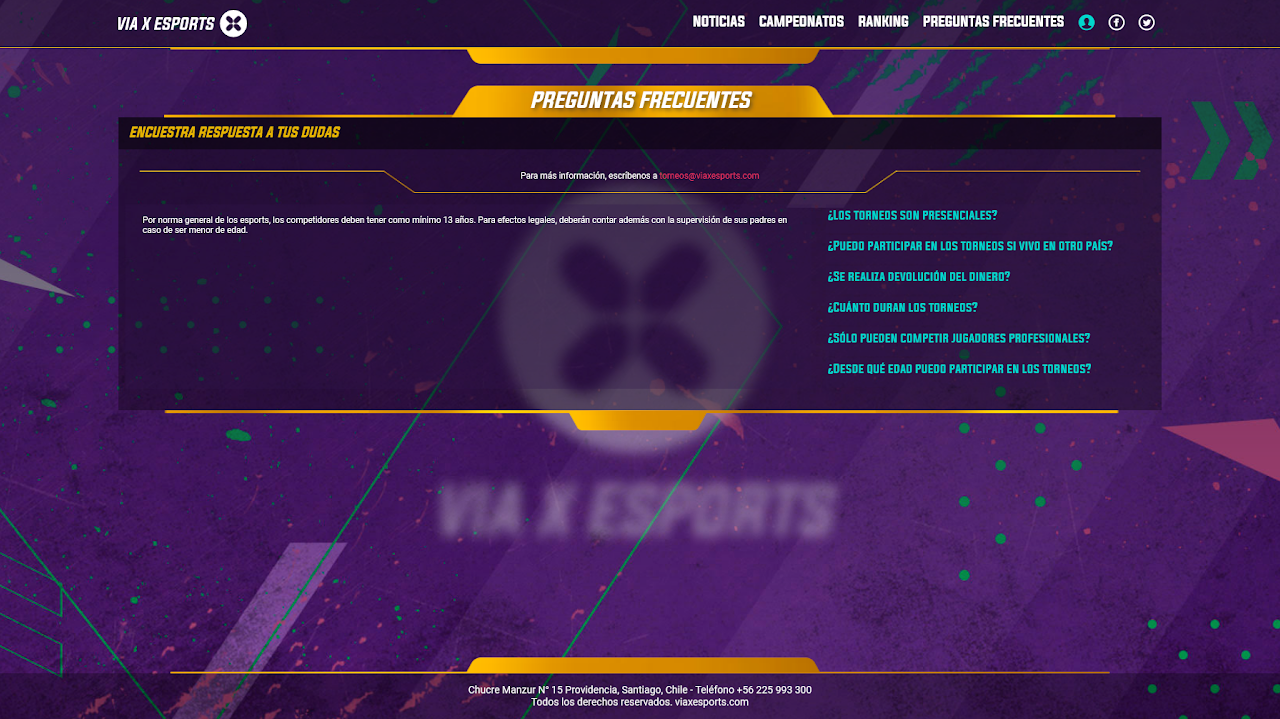 VIA X ESPORTS
NOTICIAS CAMPEONATOS RANKING PREGUNTAS FRECUENTES
PREGUNTAS FRECUENTES
ENCUESTRA RESPUESTA A TUS DUDAS
Para más información, escríbenos a torneos@viaxesports.com
Por norma general de los esports, los competidores deben tener como mínimo 13 años. Para efectos legales, deberán contar además con la supervisión de sus padres en
caso de ser menor de edad.
¿LOS TORNEOS SON PRESENCIALES?
¿PUEDO PARTICIPAR EN LOS TORNEOS SI VIVO EN OTRO PAÍS?
¿SE REALIZA DEVOLUCIÓN DEL DINERO?
¿CUÁNTO DURAN LOS TORNEOS?
¿SÓLO PUEDEN COMPETIR JUGADORES PROFESIONALES?
¿DESDE QUÉ EDAD PUEDO PARTICIPAR EN LOS TORNEOS?
VIA X ESPORTS
Chucre Manzur N° 15 Providencia, Santiago, Chile - Teléfono +56 225 993 300
Todos los derechos reservados. viaxesports.com